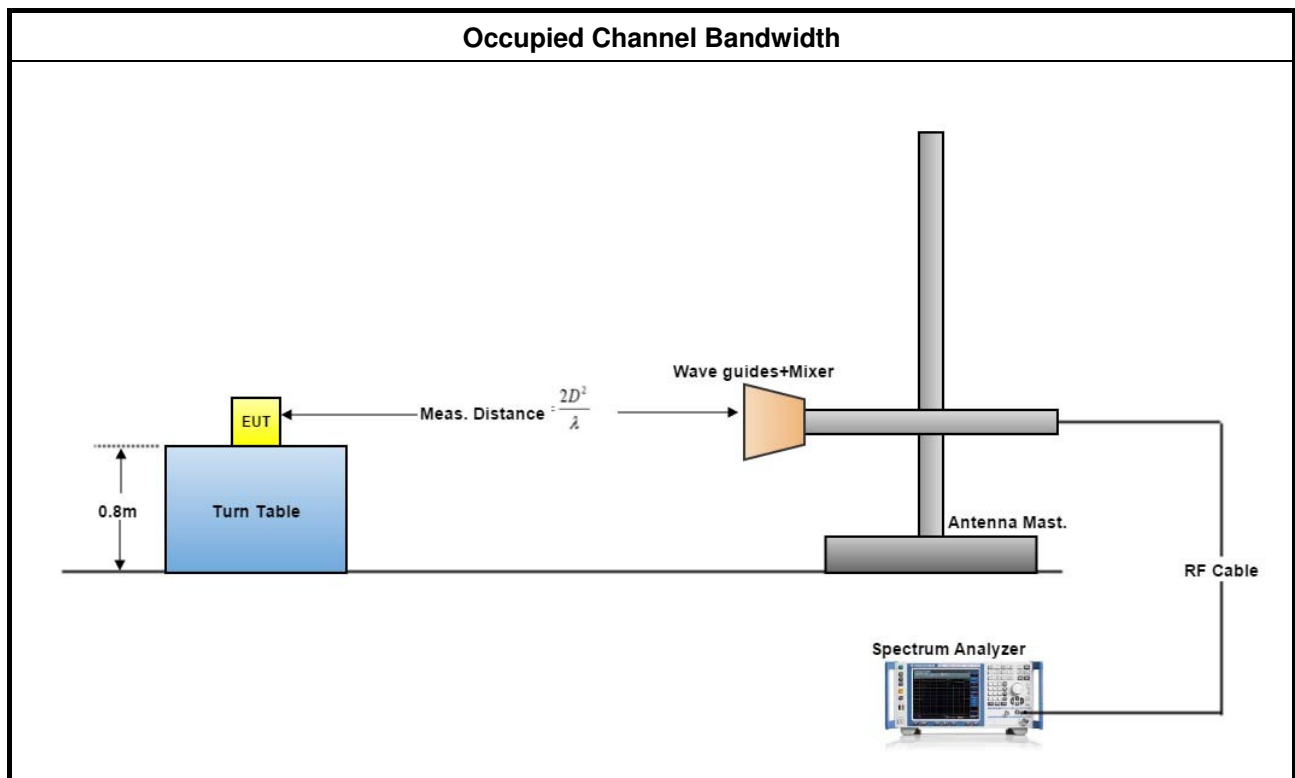 Occupied Channel Bandwidth
Wave guides+Mixer
EUT
Meas. Distance = 2D² / λ
0.8m
Turn Table
Antenna Mast.
RF Cable
Spectrum Analyzer